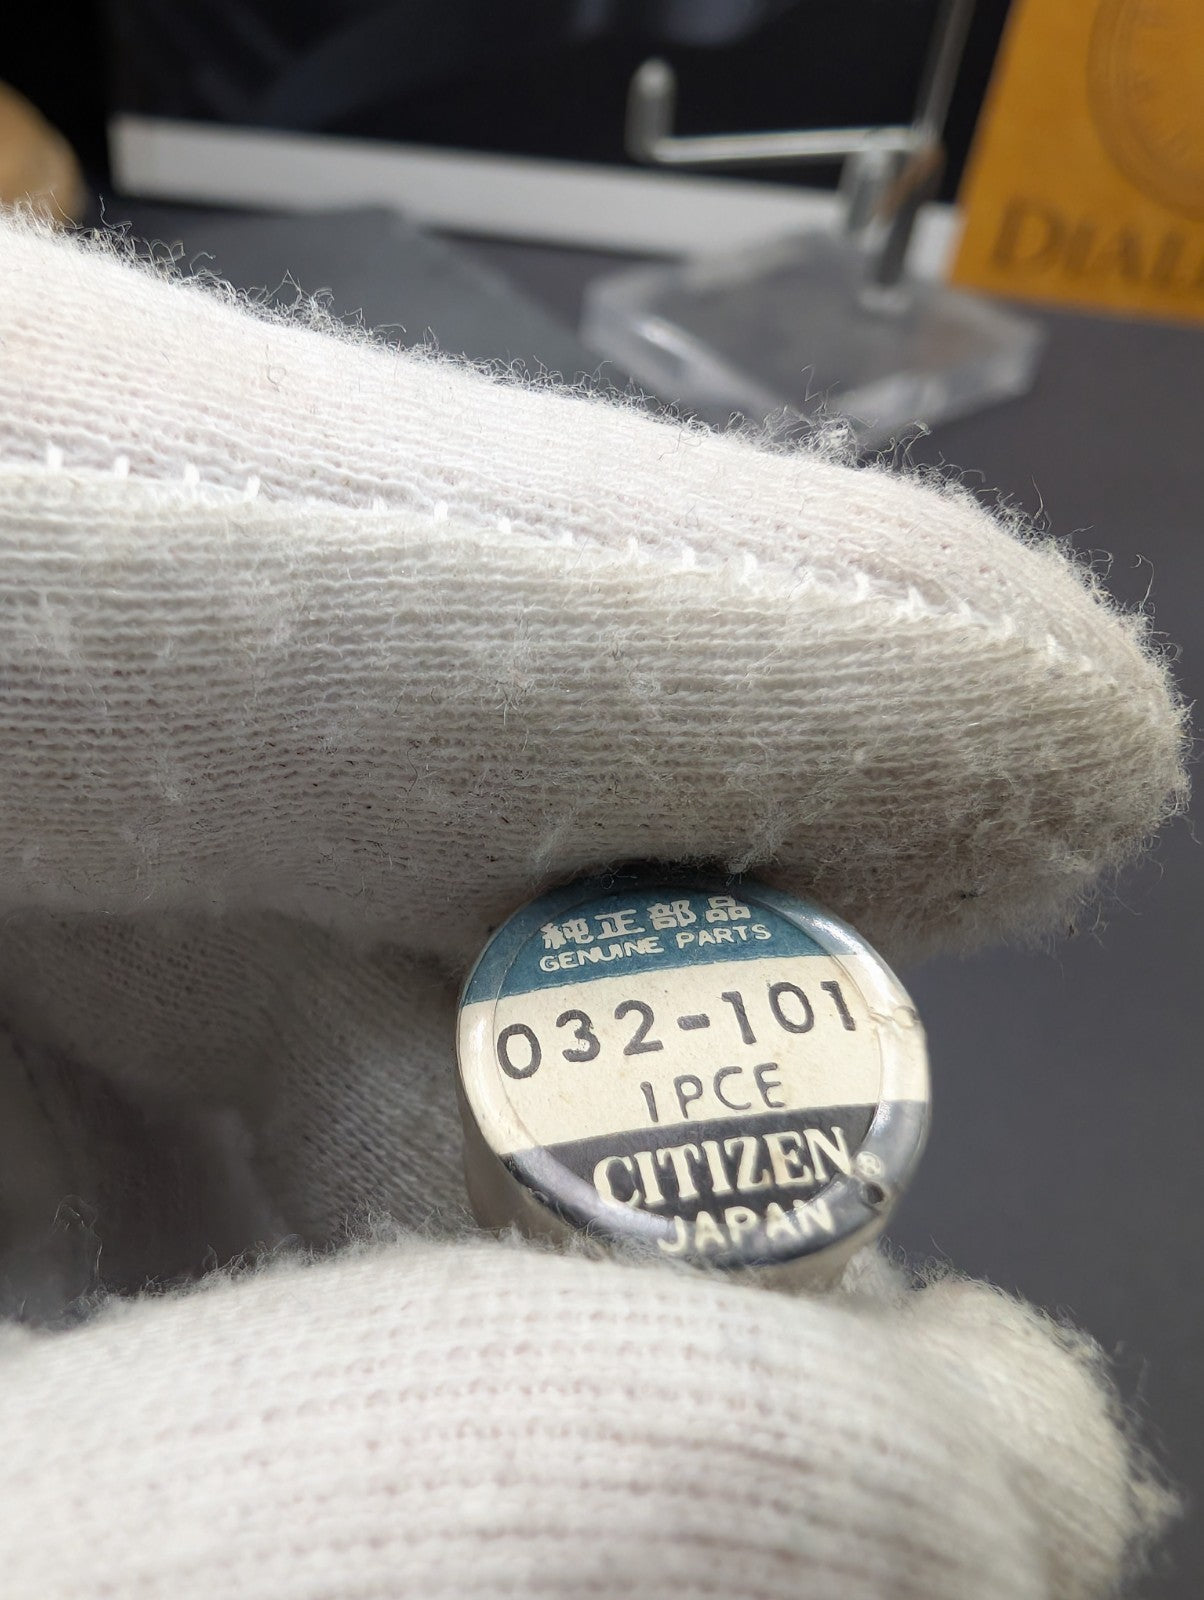 純正部品
GENUINE PARTS
032-101
1PCE
CITIZEN®
JAPAN